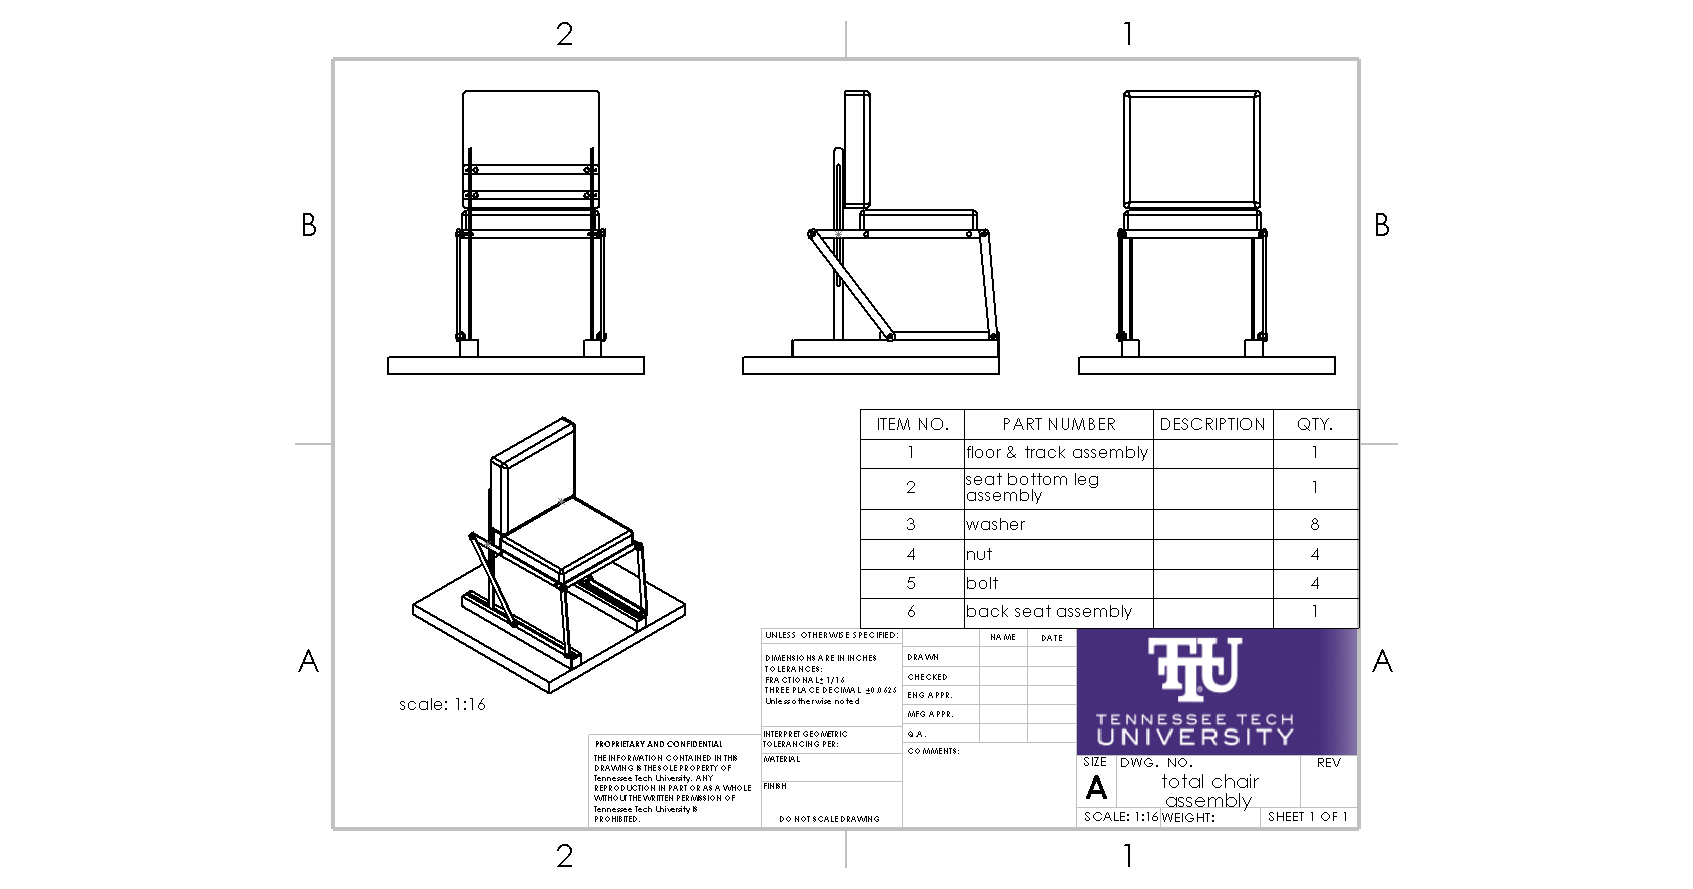 2 1
B B
ITEM NO. PART NUMBER DESCRIPTION QTY.
1 floor & track assembly 1
2 seat bottom leg assembly 1
3 washer 8
4 nut 4
5 bolt 4
6 back seat assembly 1
A A
scale: 1:16
UNLESS OTHERWISE SPECIFIED:
DIMENSIONS ARE IN INCHES
TOLERANCES:
FRACTIONAL± 1/16
THREE PLACE DECIMAL ±0.0625
Unless otherwise noted
INTERPRET GEOMETRIC
TOLERANCING PER:
MATERIAL
FINISH
DO NOT SCALE DRAWING
NAME DATE
DRAWN
CHECKED
ENG APPR.
MFG APPR.
Q.A.
COMMENTS:
PROPRIETARY AND CONFIDENTIAL
THE INFORMATION CONTAINED IN THIS
DRAWING IS THE SOLE PROPERTY OF
Tennessee Tech University. ANY
REPRODUCTION IN PART OR AS A WHOLE
WITHOUT THE WRITTEN PERMISSION OF
Tennessee Tech University IS
PROHIBITED.
TTU
TENNESSEE TECH
UNIVERSITY
SIZE DWG. NO. REV
A total chair
assembly
SCALE: 1:16 WEIGHT: SHEET 1 OF 1
2 1